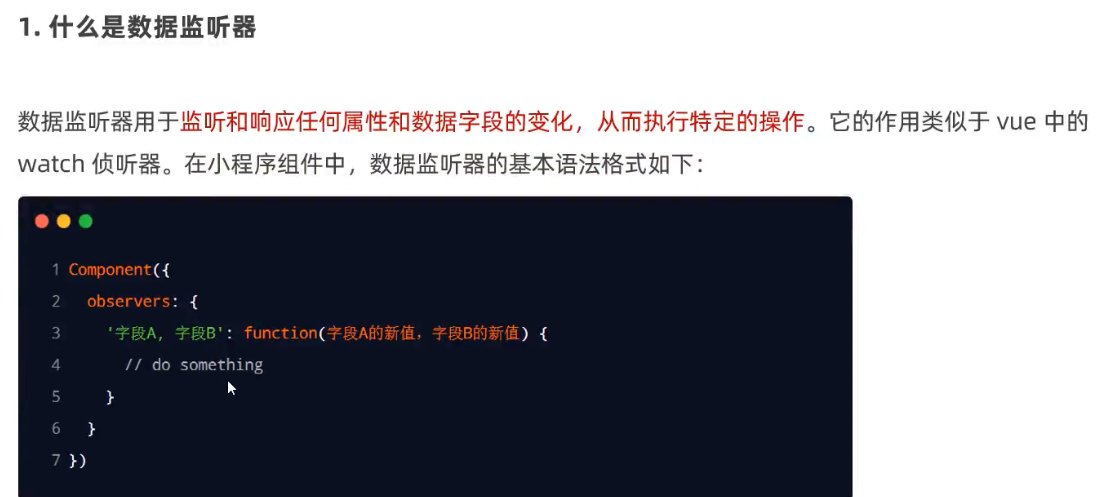 1. 什么是数据监听器
数据监听器用于监听和响应任何属性和数据字段的变化，从而执行特定的操作。它的作用类似于 vue 中的
watch 侦听器。在小程序组件中，数据监听器的基本语法格式如下：
1 Component({
2 observers: {
3 '字段A, 字段B': function(字段A的新值, 字段B的新值) {
4 // do something
5 }
6 }
7 })